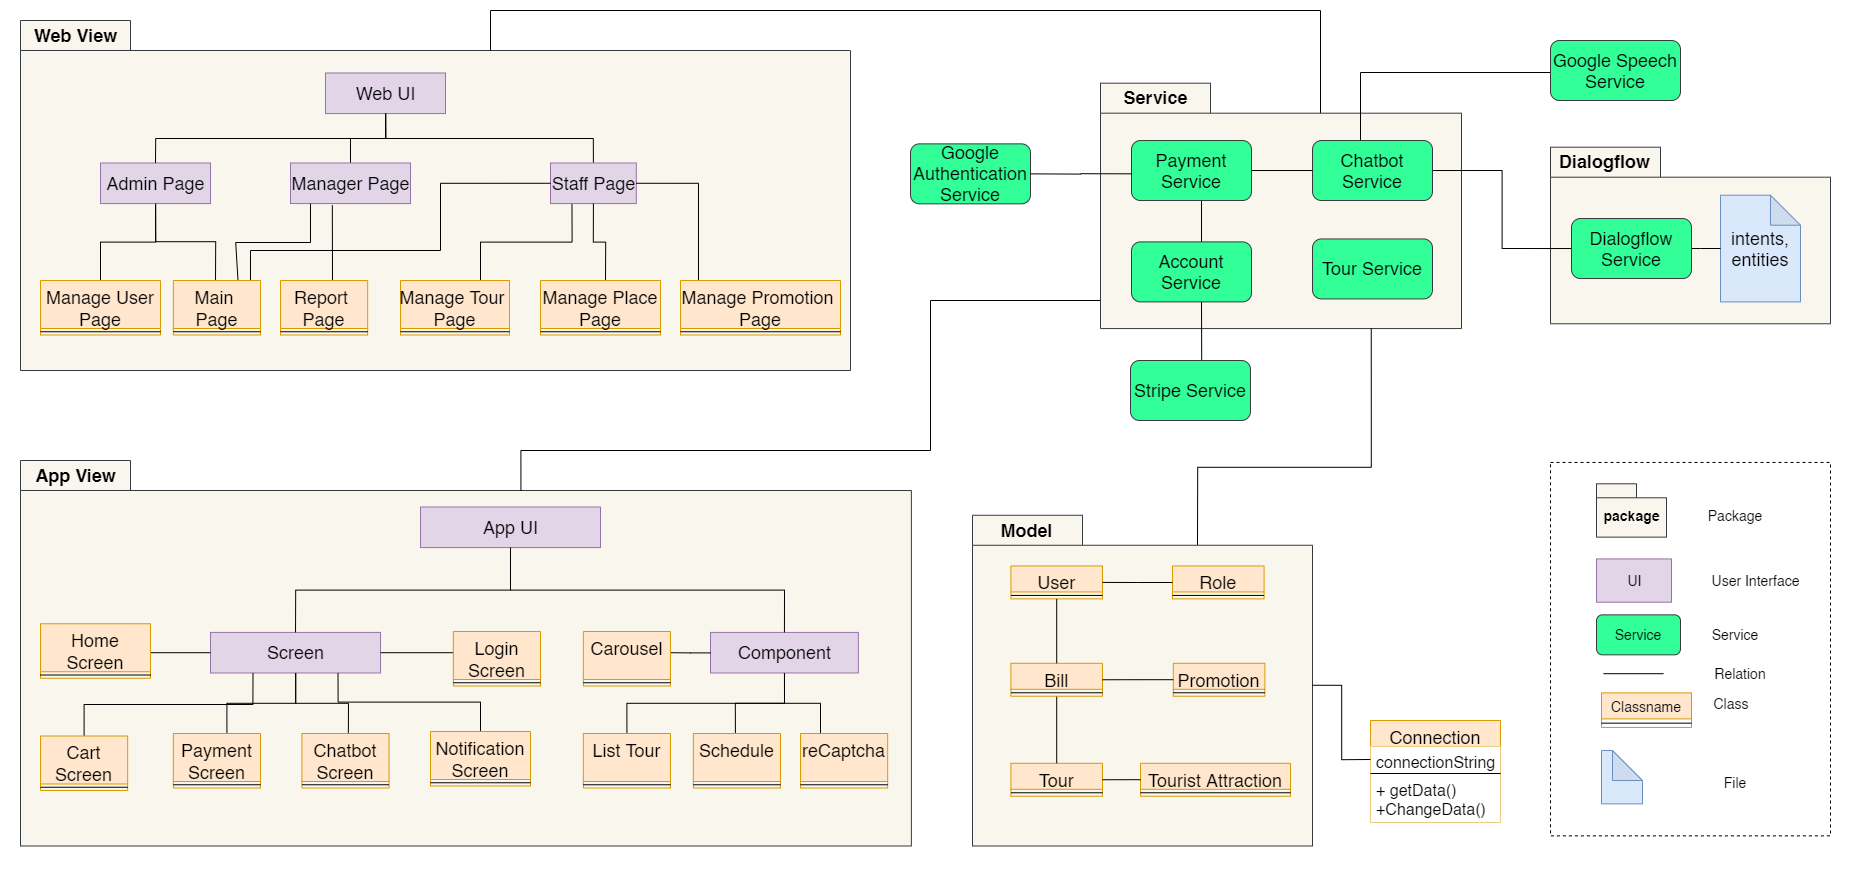 Web View
Web UI
Admin Page
Manager Page
Staff Page
Manage User
Page
Main
Page
Report
Page
Manage Tour
Page
Manage Place
Page
Manage Promotion
Page
Service
Google
Authentication
Service
Payment
Service
Chatbot
Service
Account
Service
Tour Service
Stripe Service
Google Speech
Service
Dialogflow
Dialogflow
Service
intents,
entities
App View
App UI
Home
Screen
Screen
Login
Screen
Carousel
Component
Cart
Screen
Payment
Screen
Chatbot
Screen
Notification
Screen
List Tour
Schedule
reCaptcha
Model
User
Role
Bill
Promotion
Tour
Tourist Attraction
Connection
connectionString
+ getData()
+ChangeData()
package
Package
UI
User Interface
Service
Service
Relation
Classname
Class
File